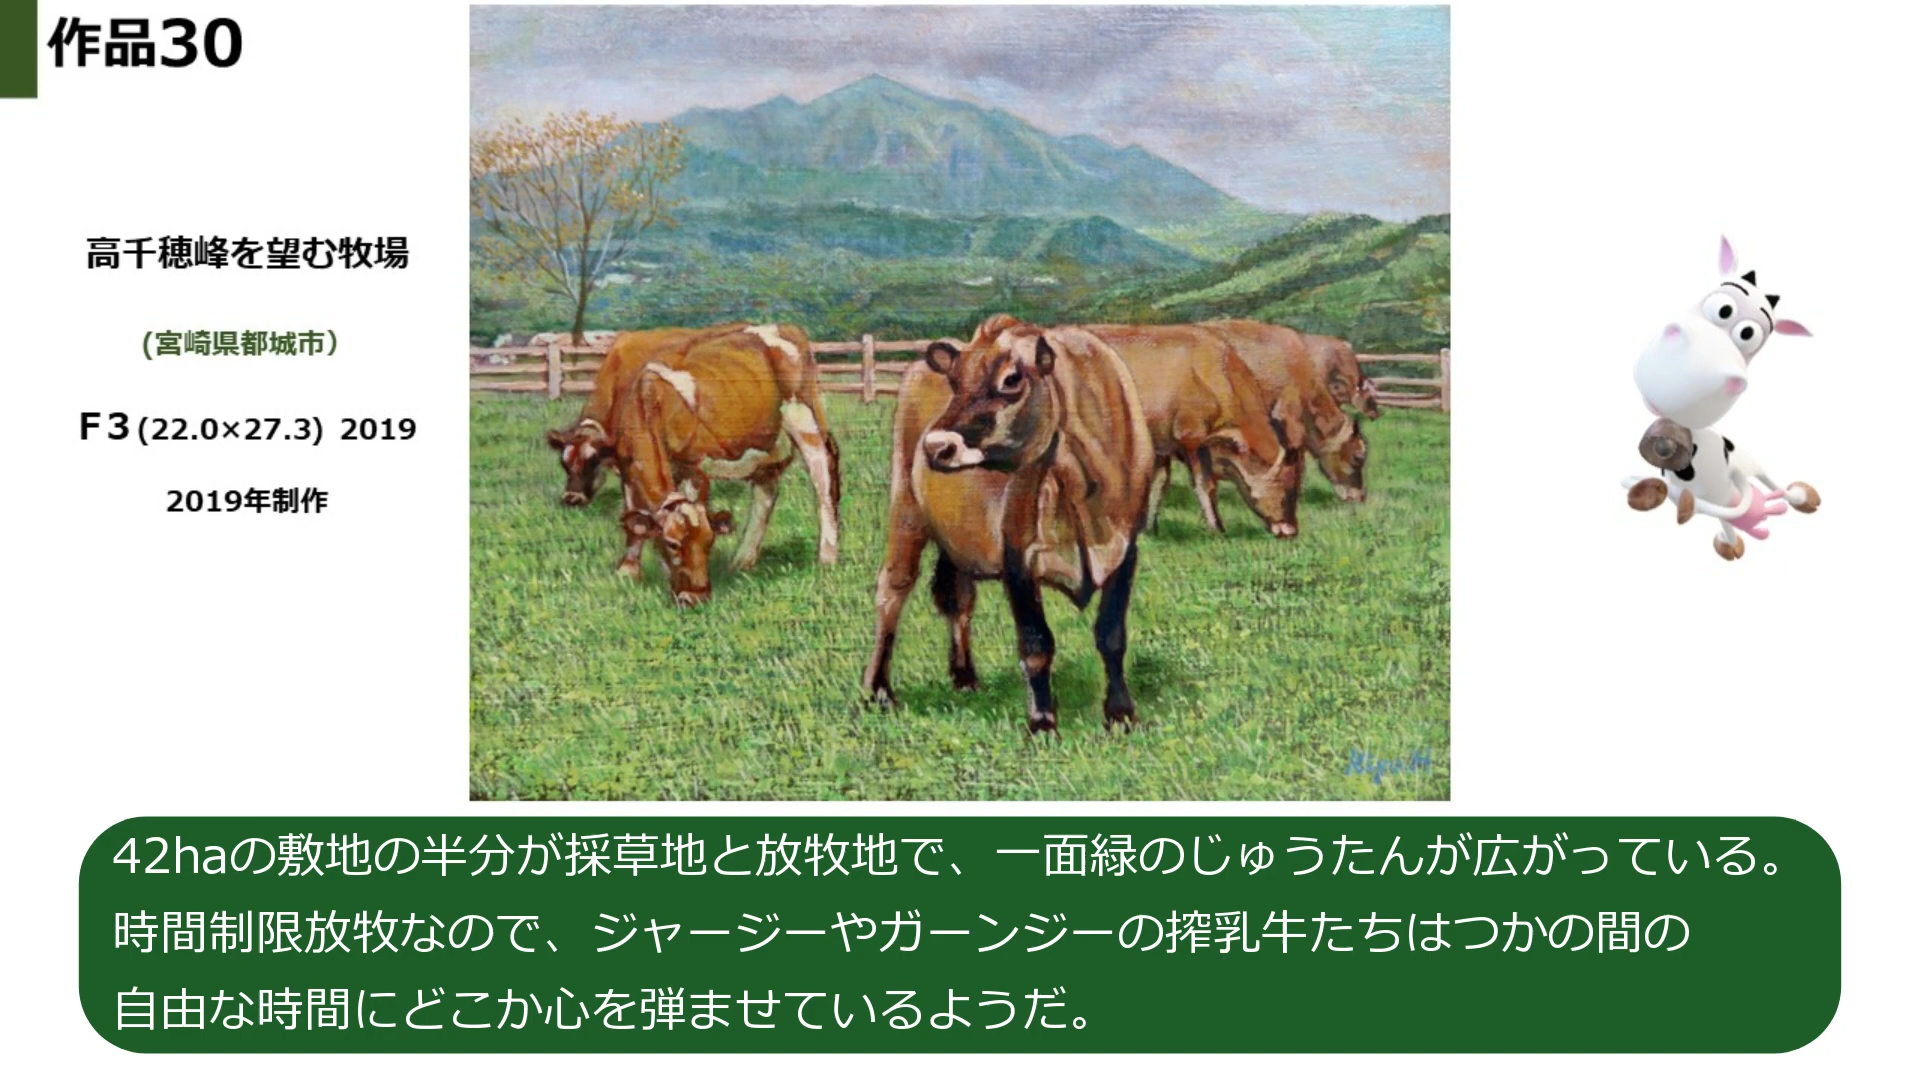 作品30
高千穂峰を望む牧場
(宮崎県都城市）
F３(22.0×27.3) 2019
2019年制作
42haの敷地の半分が採草地と放牧地で、一面緑のじゅうたんが広がっている。
時間制限放牧なので、ジャージーやガーンジーの搾乳牛たちはつかの間の
自由な時間にどこか心を弾ませているようだ。